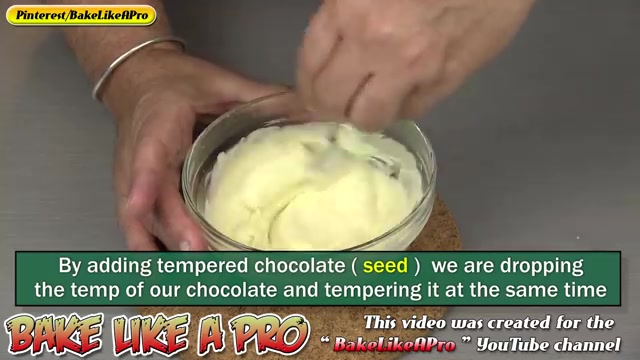 Pinterest/BakeLikeAPro
By adding tempered chocolate ( seed ) we are dropping
the temp of our chocolate and tempering it at the same time
BAKE LIKE A PRO
This video was created for the
“ BakeLikeAPro ” YouTube channel